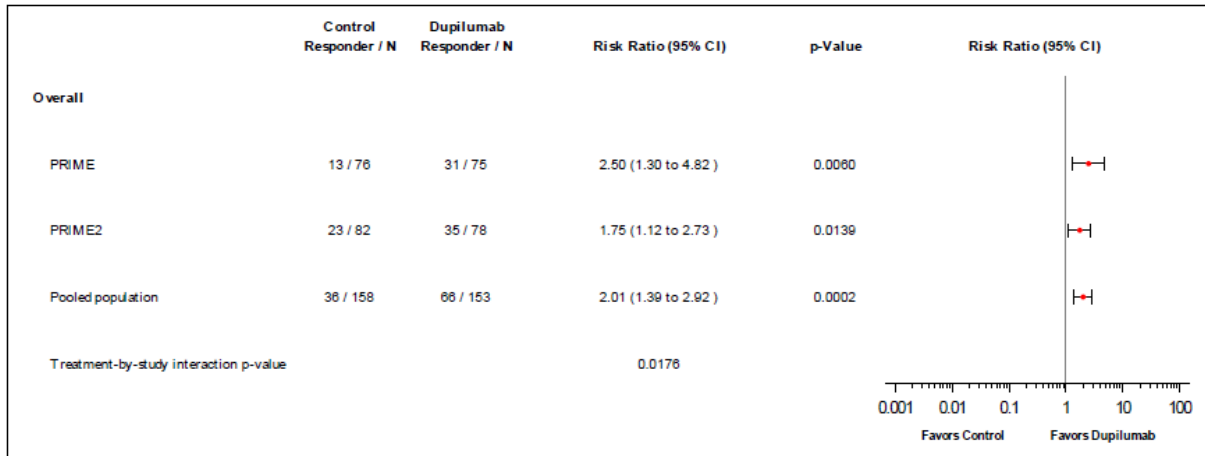 Control Dupilumab
Responder / N Responder / N Risk Ratio (95% CI) p-Value Risk Ratio (95% CI)
Overall
PRIME 13 / 76 31 / 75 2.50 (1.30 to 4.82 ) 0.0060
PRIME2 23 / 82 35 / 78 1.75 (1.12 to 2.73 ) 0.0139
Pooled population 36 / 158 66 / 153 2.01 (1.39 to 2.92 ) 0.0002
Treatment-by-study interaction p-value 0.0176
0.001 0.01 0.1 1 10 100
Favors Control Favors Dupilumab